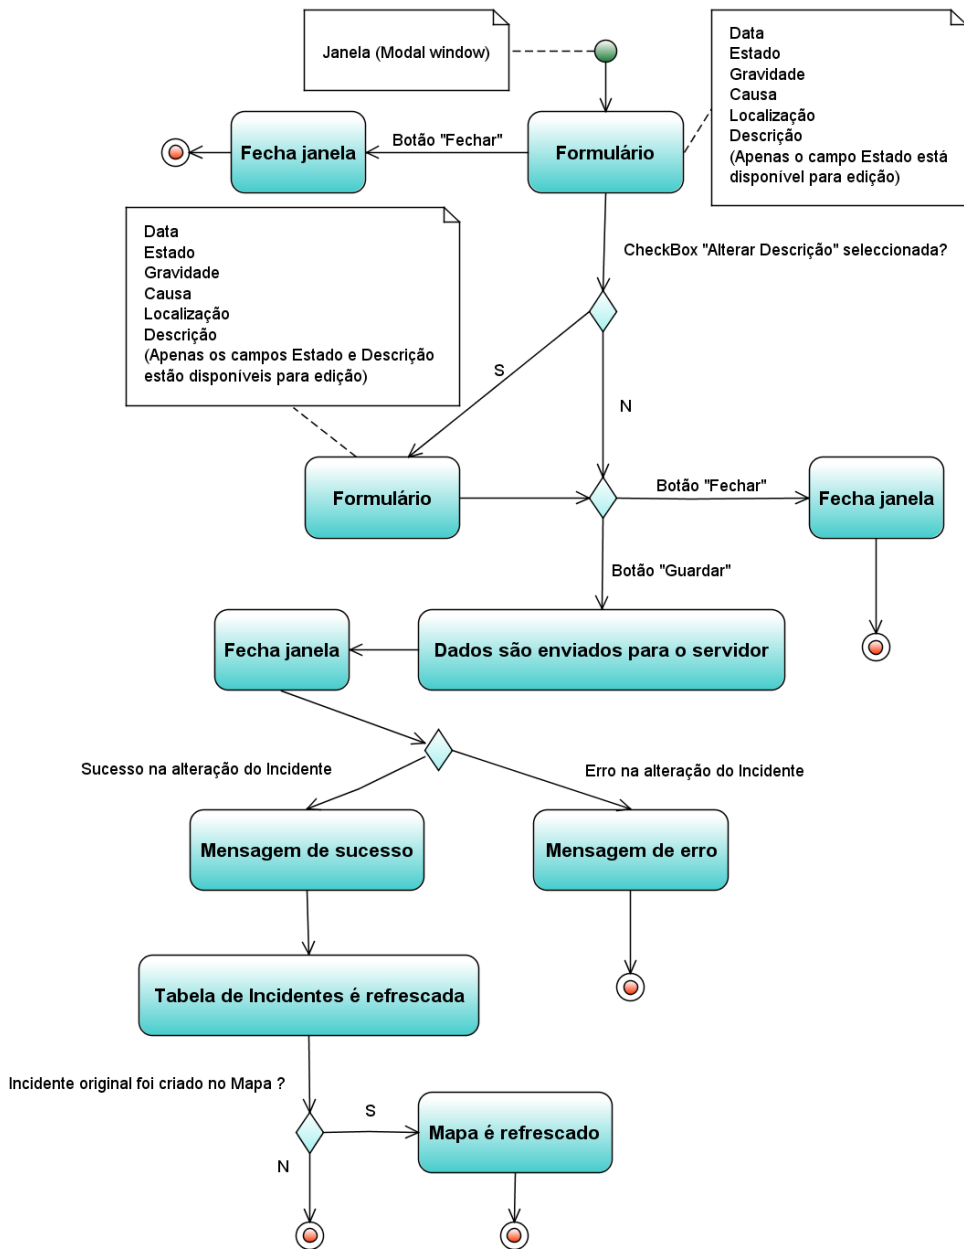 Janela (Modal window)
Data
Estado
Gravidade
Causa
Localização
Descrição
(Apenas o campo Estado está
disponível para edição)
Fecha janela
Botão "Fechar"
Formulário
Data
Estado
Gravidade
Causa
Localização
Descrição
(Apenas os campos Estado e Descrição
estão disponíveis para edição)
CheckBox "Alterar Descrição" seleccionada?
S
N
Formulário
Botão "Fechar"
Fecha janela
Botão "Guardar"
Fecha janela
Dados são enviados para o servidor
Sucesso na alteração do Incidente
Erro na alteração do Incidente
Mensagem de sucesso
Mensagem de erro
Tabela de Incidentes é refrescada
Incidente original foi criado no Mapa ?
S
Mapa é refrescado
N